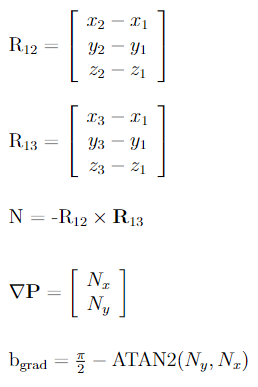 R₁₂ = [ x₂ − x₁
y₂ − y₁
z₂ − z₁ ]
R₁₃ = [ x₃ − x₁
y₃ − y₁
z₃ − z₁ ]
N = -R₁₂ × R₁₃
∇P = [ Nₓ
N_y ]
b_grad = π/2 − ATAN2(N_y, Nₓ)